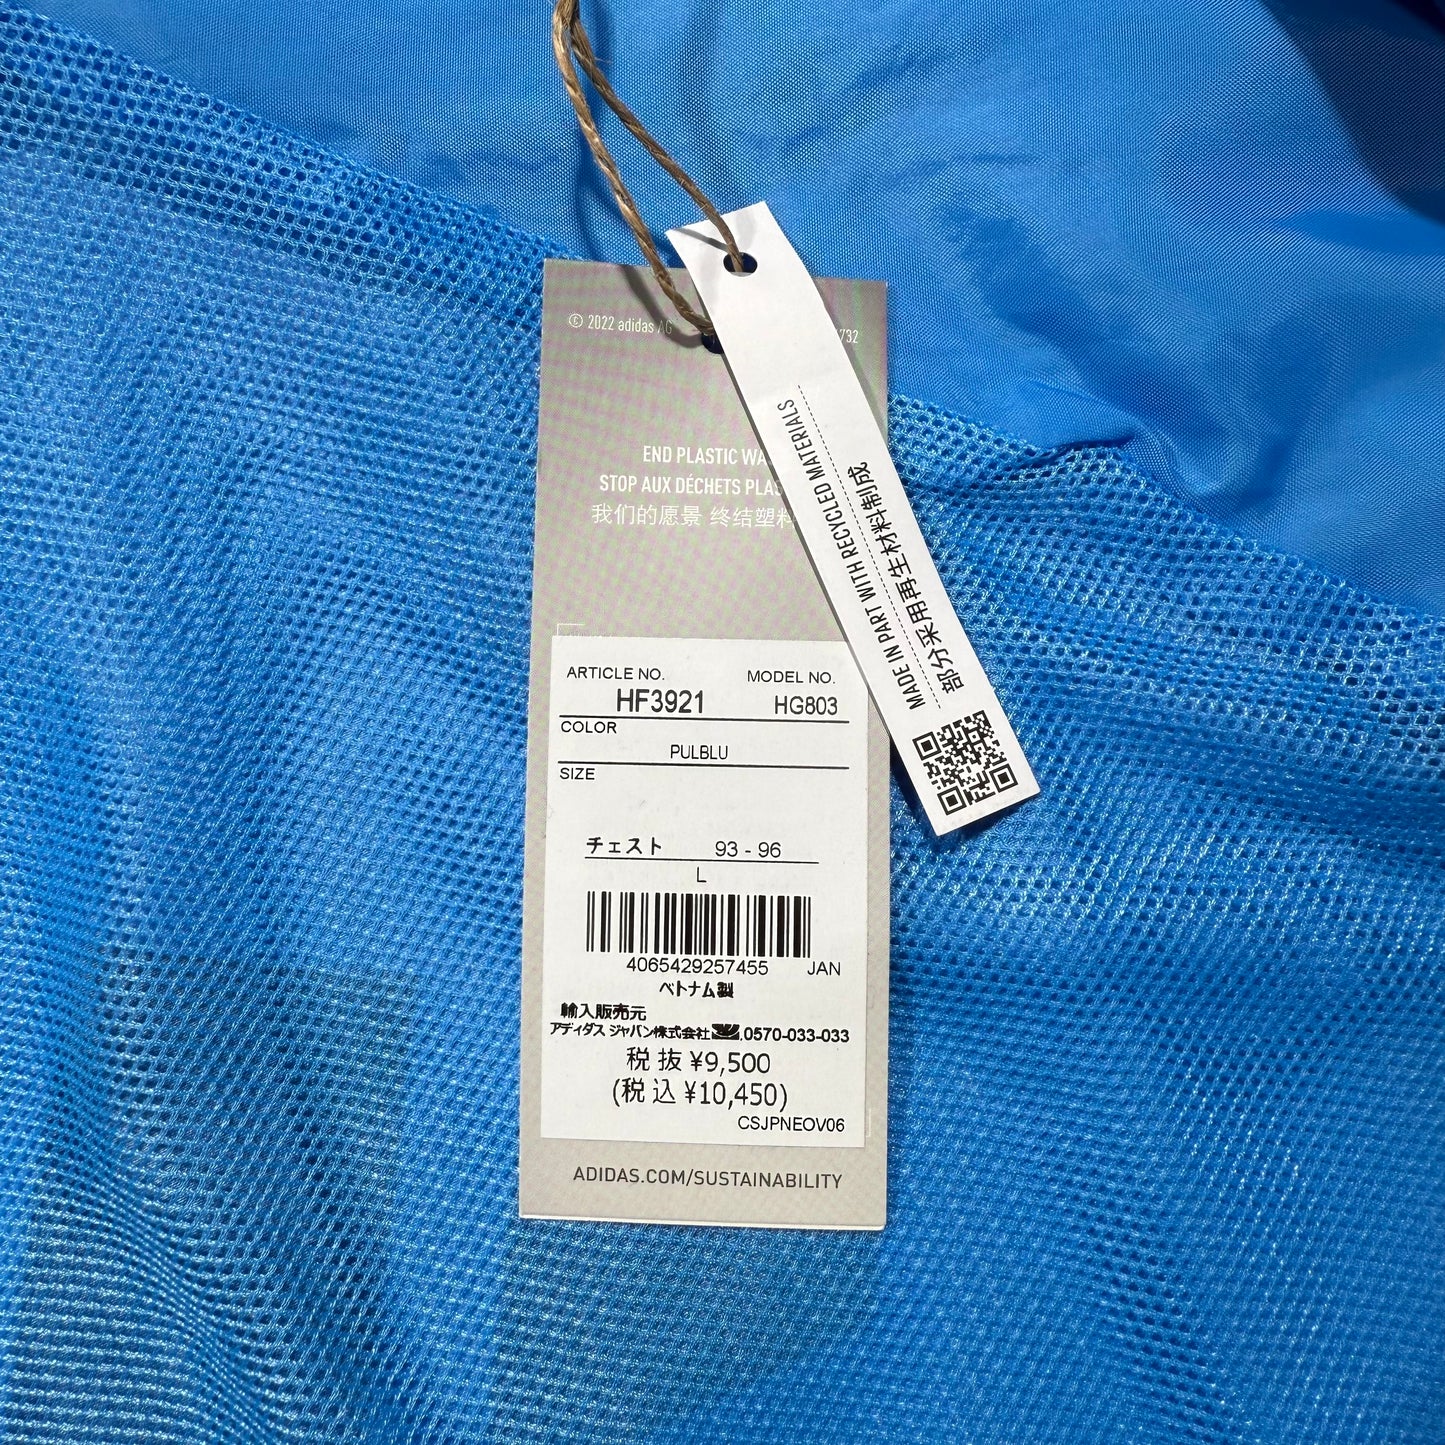 © 2022 adidas AG
732
END PLASTIC WA
STOP AUX DÉCHETS PLAS
我们的愿景 终结塑料
MADE IN PART WITH RECYCLED MATERIALS
部分采用再生材料制成
ARTICLE NO. MODEL NO.
HF3921 HG803
COLOR
PULBLU
SIZE
チェスト 93 - 96
L
4065429257455 JAN
ベトナム製
輸入販売元
アディダス ジャパン株式会社 0570-033-033
税 抜 ¥9,500
(税 込 ¥10,450)
CSJPNEOV06
ADIDAS.COM/SUSTAINABILITY